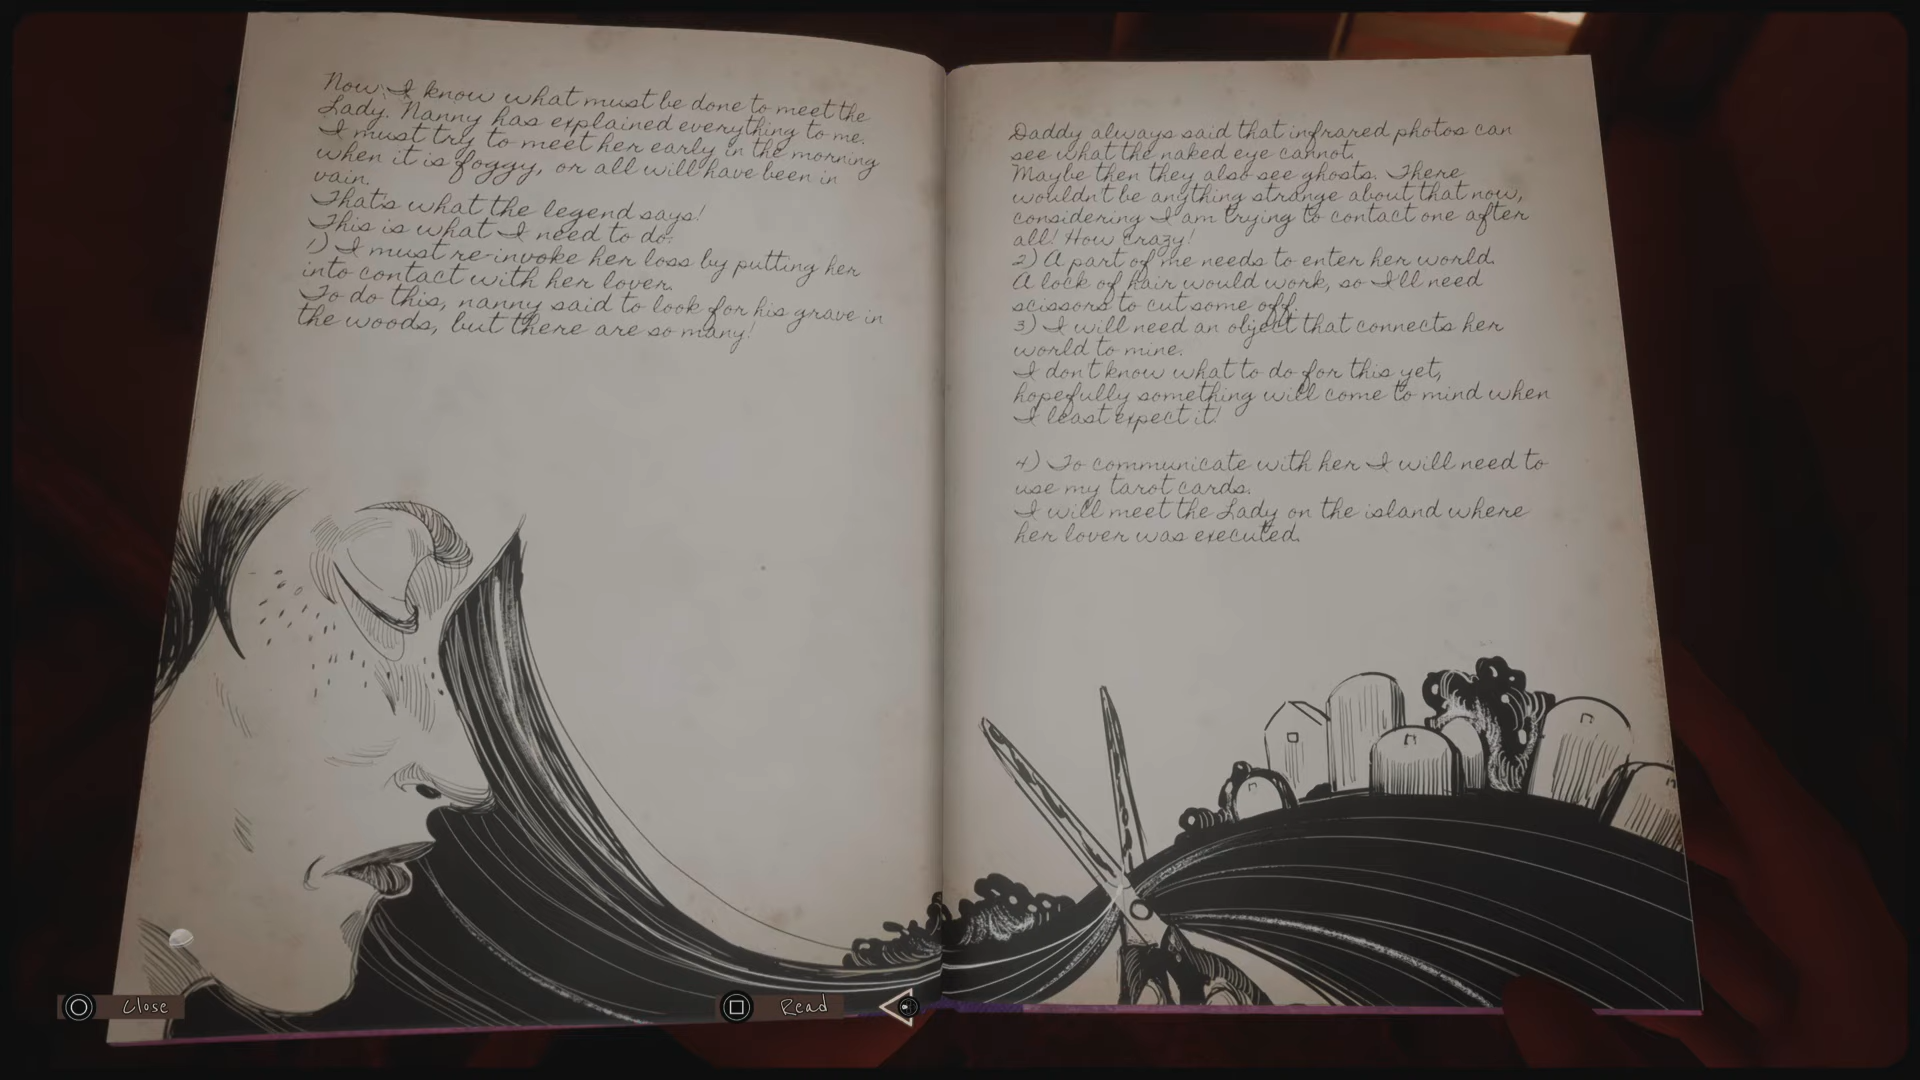 Now I know what must be done to meet the
Lady. Nanny has explained everything to me.
I must try to meet her early in the morning
when it is foggy, or all will have been in
vain.
That's what the legend says!
This is what I need to do:
1) I must re-invoke her loss by putting her
into contact with her lover.
To do this, nanny said to look for his grave in
the woods, but there are so many!
Daddy always said that infrared photos can
see what the naked eye cannot.
Maybe then they also see ghosts. There
wouldn't be anything strange about that now,
considering I am trying to contact one after
all! How crazy!
2) A part of me needs to enter her world.
A lock of hair would work, so I'll need
scissors to cut some off.
3) I will need an object that connects her
world to mine.
I don't know what to do for this yet,
hopefully something will come to mind when
I least expect it!
4) To communicate with her I will need to
use my tarot cards.
I will meet the Lady on the island where
her lover was executed.
Close
Read